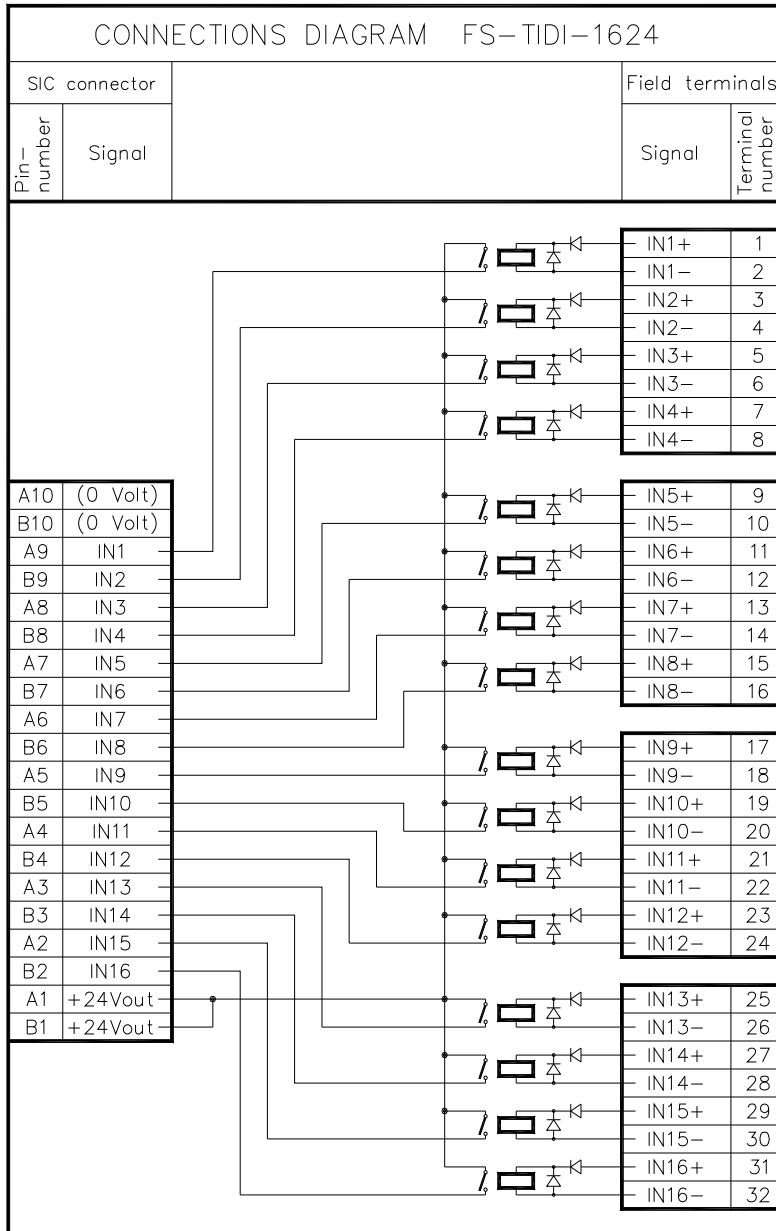 CONNECTIONS DIAGRAM FS-TIDI-1624
SIC connector
Field terminals
Pin-
number
Signal
Signal
Terminal
number
IN1+ 1
IN1- 2
IN2+ 3
IN2- 4
IN3+ 5
IN3- 6
IN4+ 7
IN4- 8
A10 (0 Volt)
B10 (0 Volt)
A9 IN1
B9 IN2
A8 IN3
B8 IN4
A7 IN5
B7 IN6
A6 IN7
B6 IN8
A5 IN9
B5 IN10
A4 IN11
B4 IN12
A3 IN13
B3 IN14
A2 IN15
B2 IN16
A1 +24Vout
B1 +24Vout
IN5+ 9
IN5- 10
IN6+ 11
IN6- 12
IN7+ 13
IN7- 14
IN8+ 15
IN8- 16
IN9+ 17
IN9- 18
IN10+ 19
IN10- 20
IN11+ 21
IN11- 22
IN12+ 23
IN12- 24
IN13+ 25
IN13- 26
IN14+ 27
IN14- 28
IN15+ 29
IN15- 30
IN16+ 31
IN16- 32